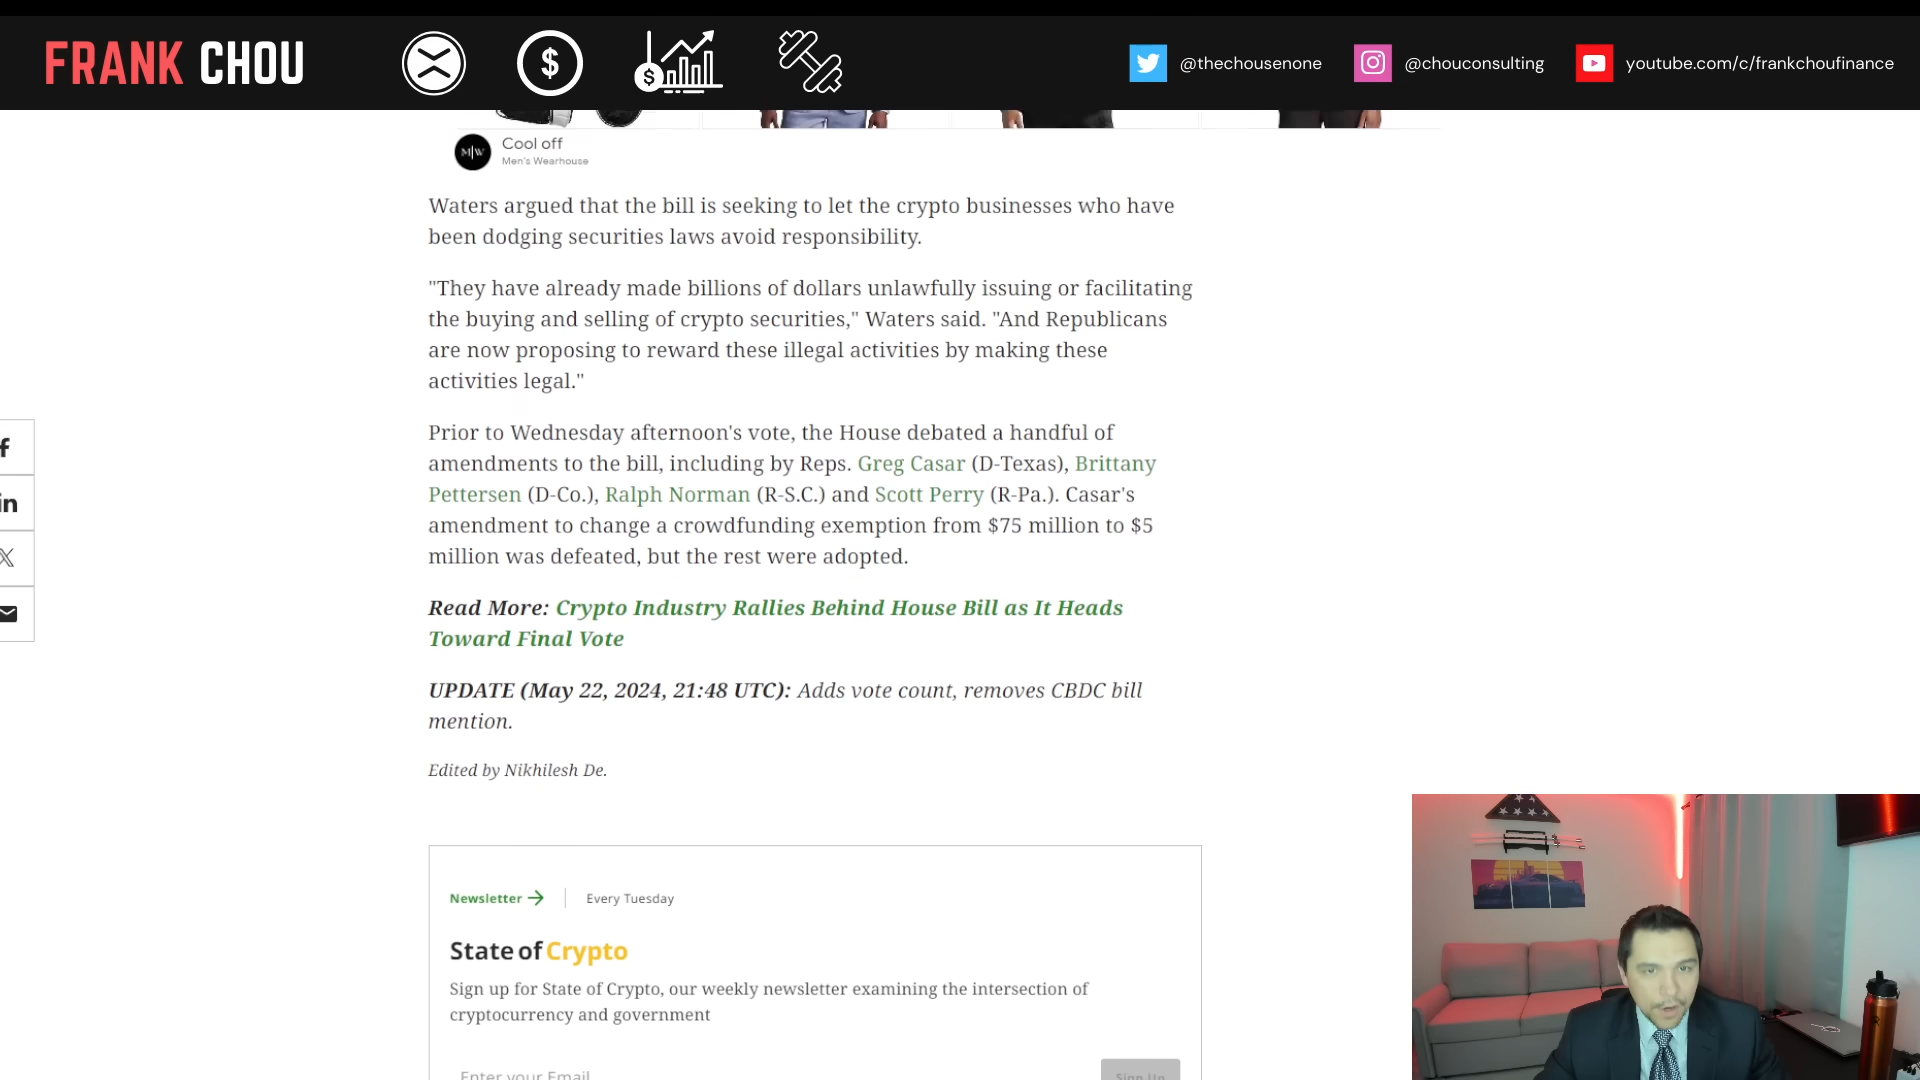 FRANK CHOU
@thechousenone
@chouconsulting
youtube.com/c/frankchoufinance
M|W
Cool off
Men's Wearhouse
Waters argued that the bill is seeking to let the crypto businesses who have
been dodging securities laws avoid responsibility.
"They have already made billions of dollars unlawfully issuing or facilitating
the buying and selling of crypto securities," Waters said. "And Republicans
are now proposing to reward these illegal activities by making these
activities legal."
Prior to Wednesday afternoon's vote, the House debated a handful of
amendments to the bill, including by Reps. Greg Casar (D-Texas), Brittany
Pettersen (D-Co.), Ralph Norman (R-S.C.) and Scott Perry (R-Pa.). Casar's
amendment to change a crowdfunding exemption from $75 million to $5
million was defeated, but the rest were adopted.
Read More: Crypto Industry Rallies Behind House Bill as It Heads
Toward Final Vote
UPDATE (May 22, 2024, 21:48 UTC): Adds vote count, removes CBDC bill
mention.
Edited by Nikhilesh De.
Newsletter
Every Tuesday
State of Crypto
Sign up for State of Crypto, our weekly newsletter examining the intersection of
cryptocurrency and government
Enter your Email
Sign Up